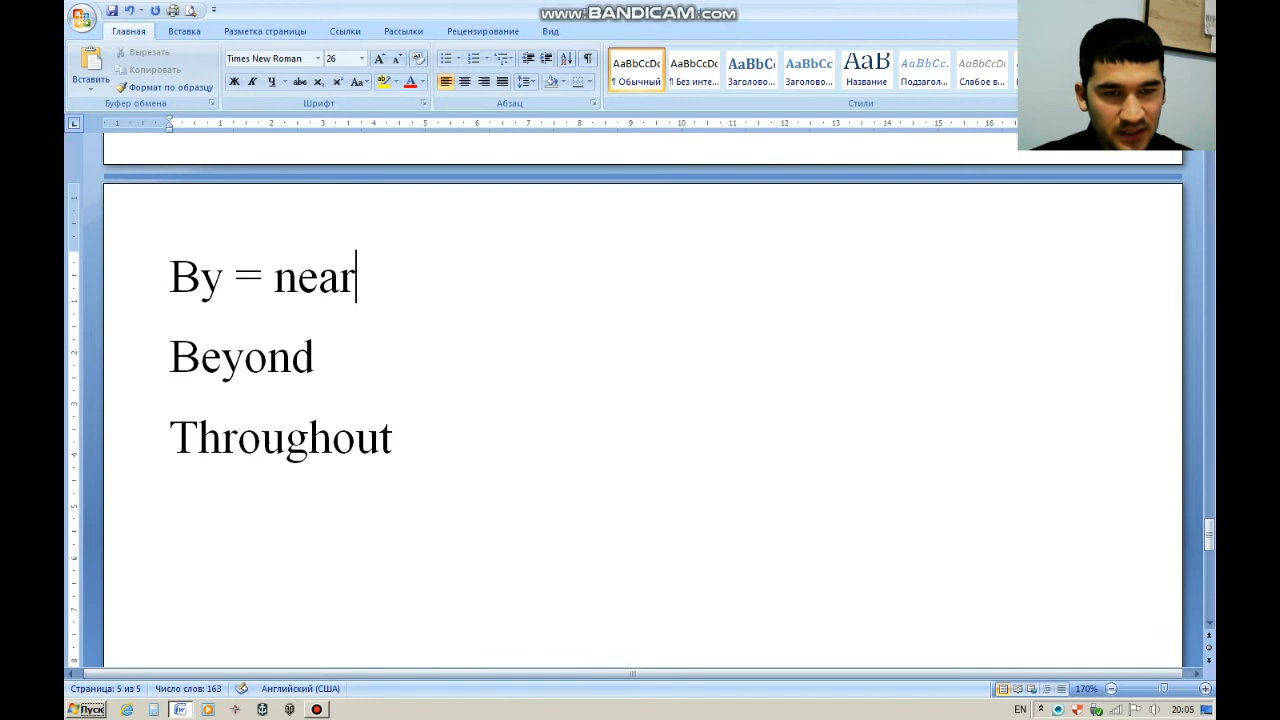 www.BANDICAM.com
Главная Вставка Разметка страницы Ссылки Рассылки Рецензирование Вид
Вставить
Вырезать
Копировать
Формат по образцу
Буфер обмена
Times New Roman 26
Шрифт
Абзац
AaBbCcDc AaBbCcDc AaBbC AaBbCc AaB AaBbCc. AaBbCcDc
¶ Обычный ¶ Без инте... Заголово... Заголово... Название Подзагол... Слабое в...
Стили
By = near
Beyond
Throughout
Страница: 5 из 5 Число слов: 163 Английский (США) 170%
Пуск EN 20:05